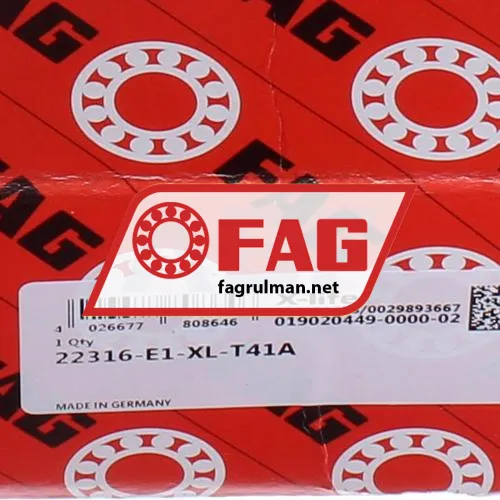 FAG
FAG
FAG
FAG
fagrulman.net
X-life
4 026677 808646
/0029893667
019020449-0000-02
1 Qty
22316-E1-XL-T41A
MADE IN GERMANY